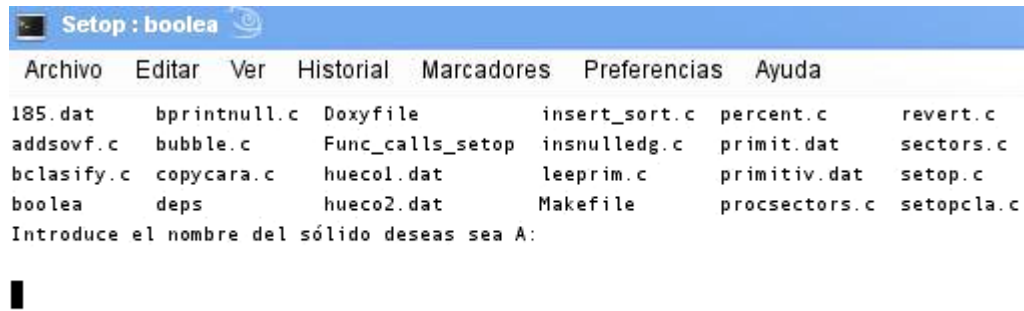 Setop : boolea
Archivo Editar Ver Historial Marcadores Preferencias Ayuda
185.dat bprintnull.c Doxyfile insert_sort.c percent.c revert.c
addsovf.c bubble.c Func_calls_setop insnulledg.c primit.dat sectors.c
bclasify.c copycara.c hueco1.dat leeprim.c primitiv.dat setop.c
boolea deps hueco2.dat Makefile procsectors.c setopcla.c
Introduce el nombre del sólido deseas sea A: